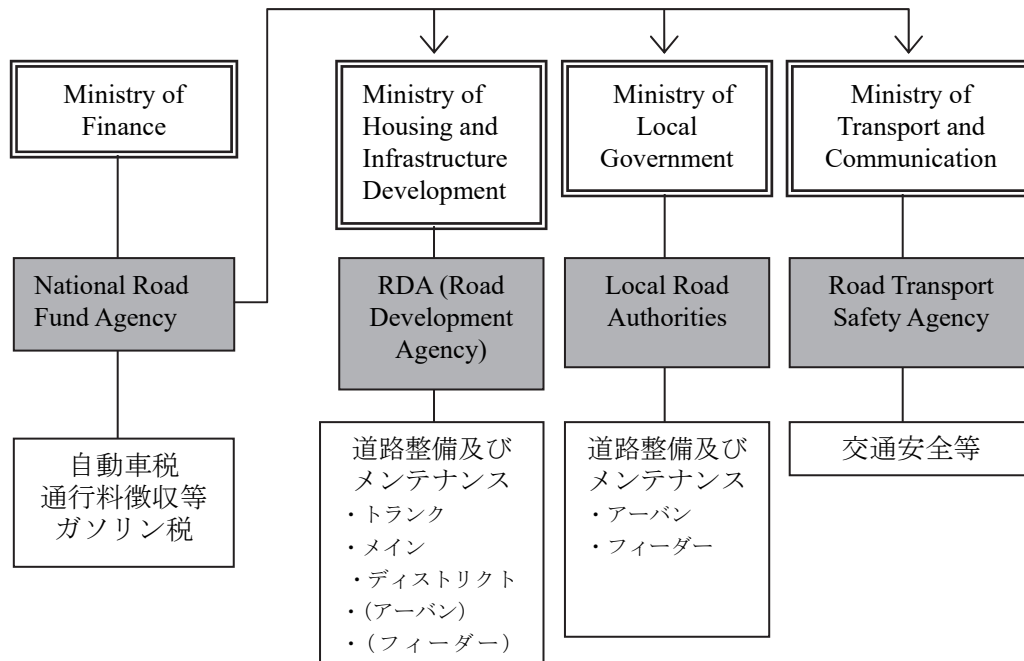 Ministry of
Finance
Ministry of
Housing and
Infrastructure
Development
Ministry of
Local
Government
Ministry of
Transport and
Communication
National Road
Fund Agency
RDA (Road
Development
Agency)
Local Road
Authorities
Road Transport
Safety Agency
自動車税
通行料徴収等
ガソリン税
道路整備及び
メンテナンス
・トランク
・メイン
・ディストリクト
・(アーバン)
・(フィーダー)
道路整備及び
メンテナンス
・アーバン
・フィーダー
交通安全等